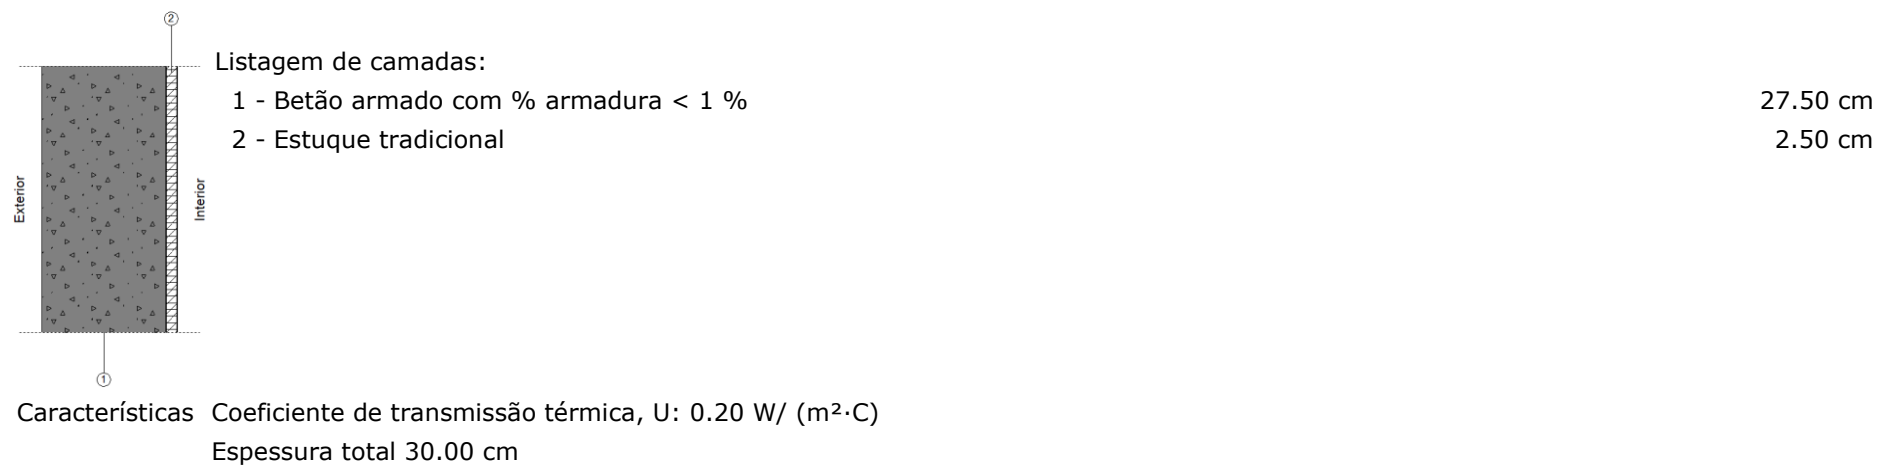 2
Listagem de camadas:
1 - Betão armado com % armadura < 1 % 27.50 cm
2 - Estuque tradicional 2.50 cm
Exterior
Interior
1
Características Coeficiente de transmissão térmica, U: 0.20 W/ (m²·C)
Espessura total 30.00 cm